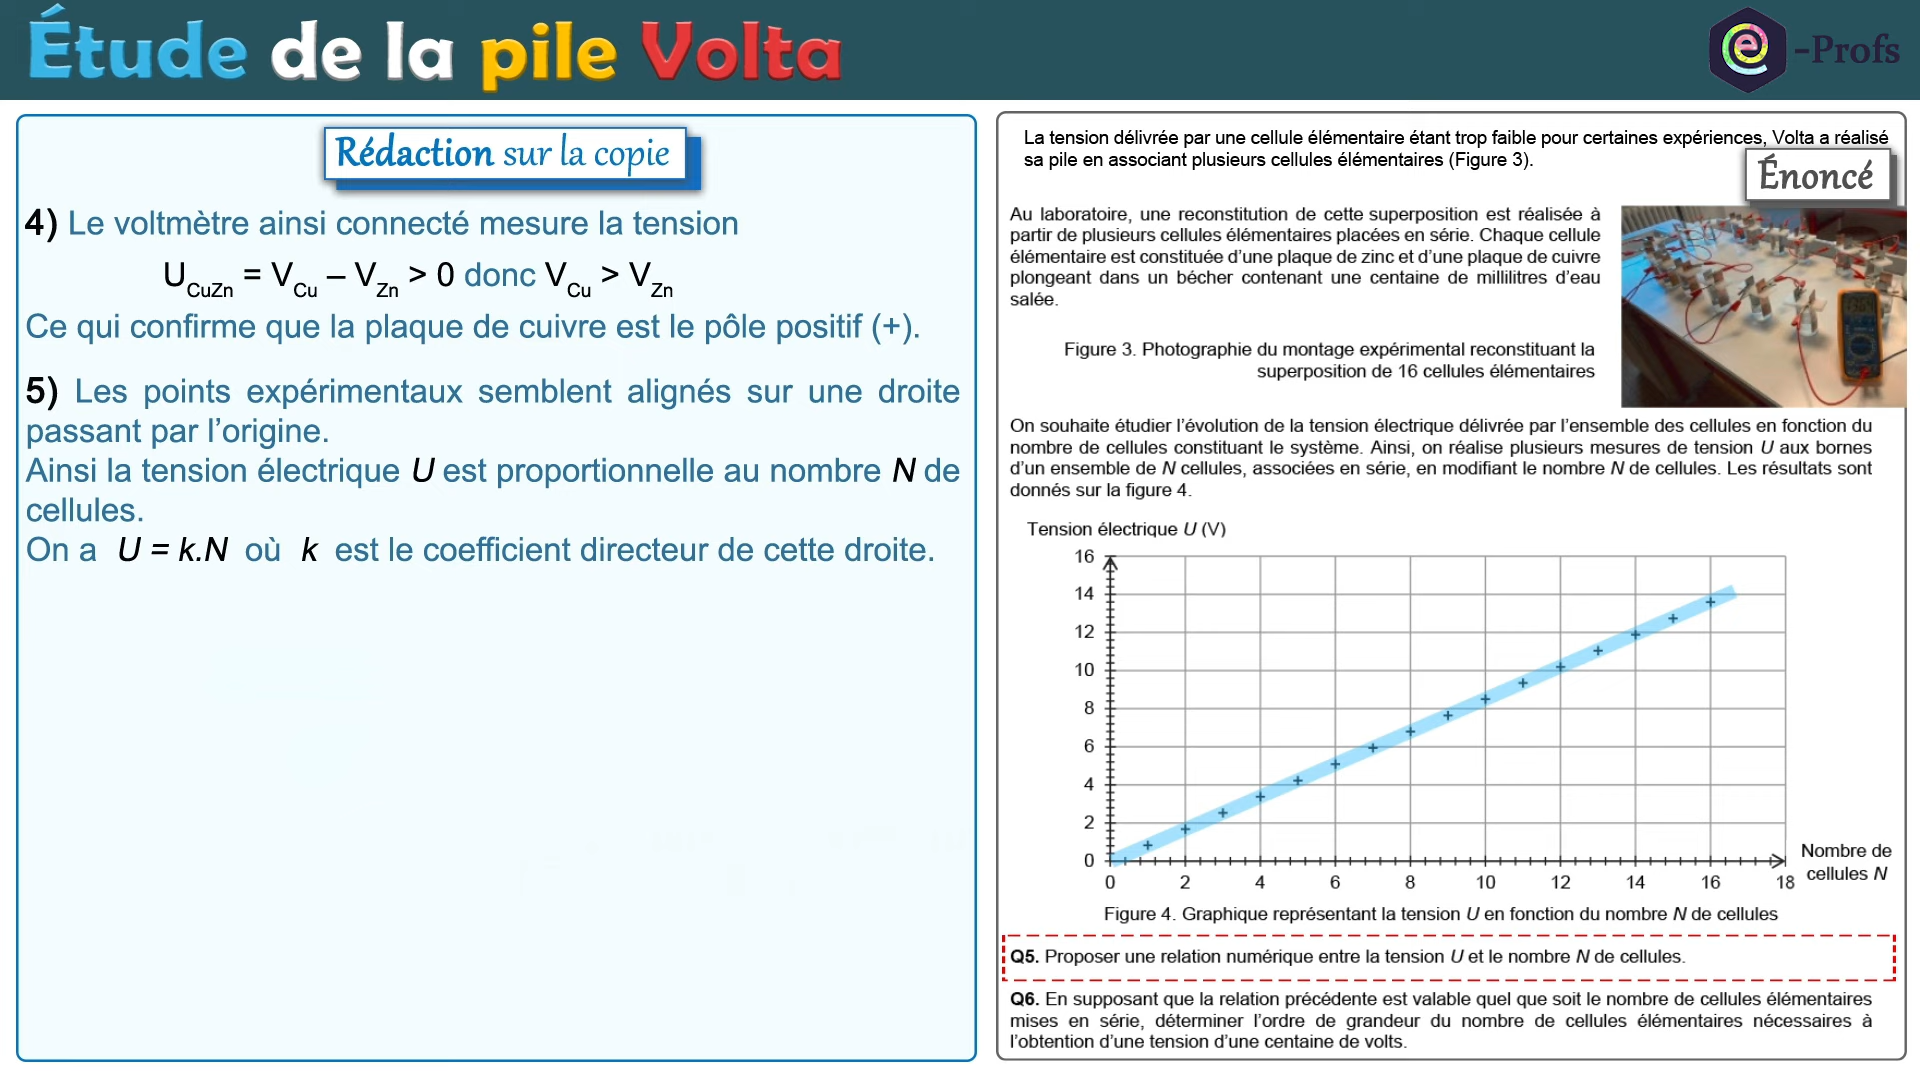 Étude de la pile Volta
e -Profs
Rédaction sur la copie
4) Le voltmètre ainsi connecté mesure la tension
UCuZn = VCu – VZn > 0 donc VCu > VZn
Ce qui confirme que la plaque de cuivre est le pôle positif (+).
5) Les points expérimentaux semblent alignés sur une droite
passant par l’origine.
Ainsi la tension électrique U est proportionnelle au nombre N de
cellules.
On a U = k.N où k est le coefficient directeur de cette droite.
La tension délivrée par une cellule élémentaire étant trop faible pour certaines expériences, Volta a réalisé
sa pile en associant plusieurs cellules élémentaires (Figure 3).
Énoncé
Au laboratoire, une reconstitution de cette superposition est réalisée à
partir de plusieurs cellules élémentaires placées en série. Chaque cellule
élémentaire est constituée d’une plaque de zinc et d’une plaque de cuivre
plongeant dans un bécher contenant une centaine de millilitres d’eau
salée.
Figure 3. Photographie du montage expérimental reconstituant la
superposition de 16 cellules élémentaires
On souhaite étudier l’évolution de la tension électrique délivrée par l’ensemble des cellules en fonction du
nombre de cellules constituant le système. Ainsi, on réalise plusieurs mesures de tension U aux bornes
d’un ensemble de N cellules, associées en série, en modifiant le nombre N de cellules. Les résultats sont
donnés sur la figure 4.
Tension électrique U (V)
16
14
12
10
8
6
4
2
0
0 2 4 6 8 10 12 14 16 18
Nombre de
cellules N
Figure 4. Graphique représentant la tension U en fonction du nombre N de cellules
Q5. Proposer une relation numérique entre la tension U et le nombre N de cellules.
Q6. En supposant que la relation précédente est valable quel que soit le nombre de cellules élémentaires
mises en série, déterminer l’ordre de grandeur du nombre de cellules élémentaires nécessaires à
l’obtention d’une tension d’une centaine de volts.